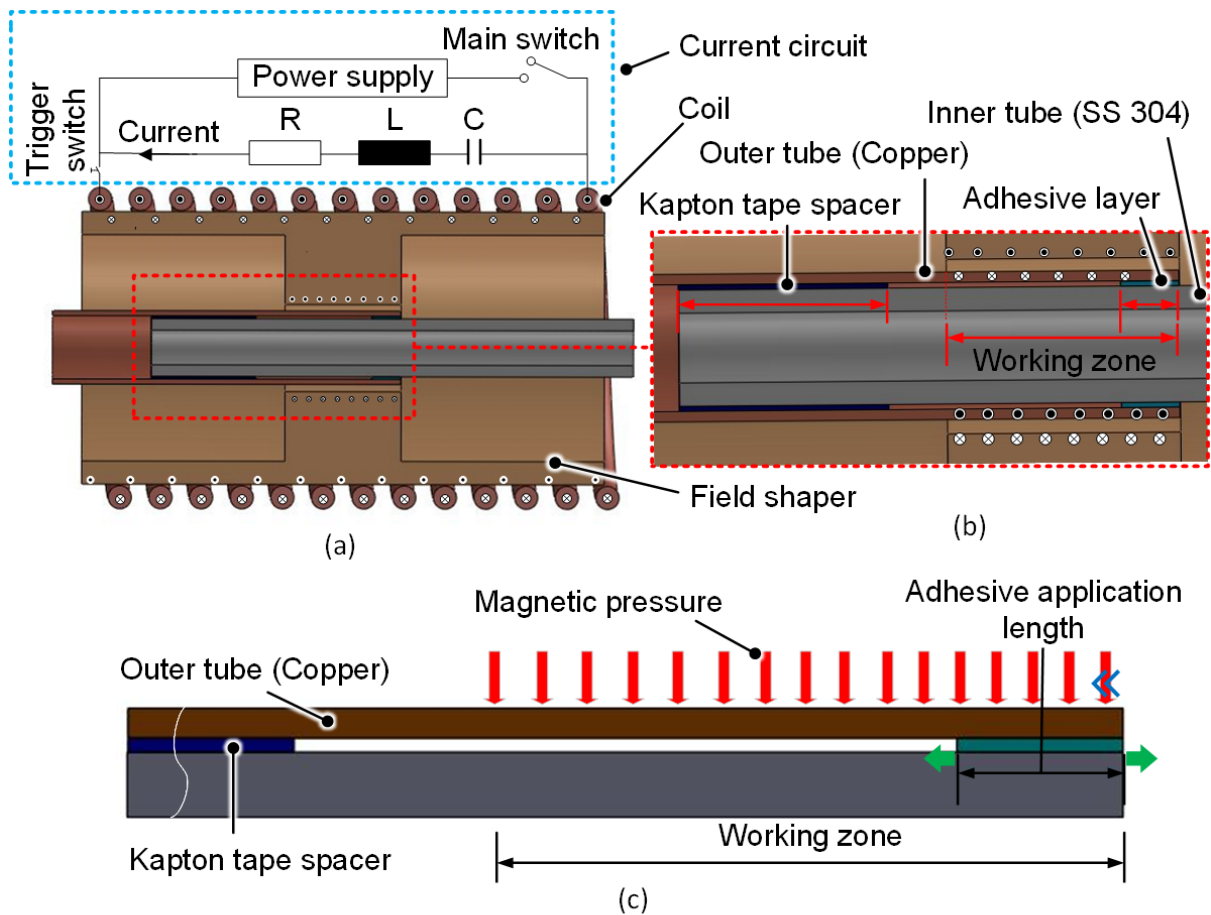 Main switch
Current circuit
Power supply
Trigger
switch
Current
R
L
C
Coil
Inner tube (SS 304)
Outer tube (Copper)
Kapton tape spacer
Adhesive layer
Working zone
Field shaper
(a)
(b)
Magnetic pressure
Adhesive application
length
Outer tube (Copper)
Kapton tape spacer
Working zone
(c)